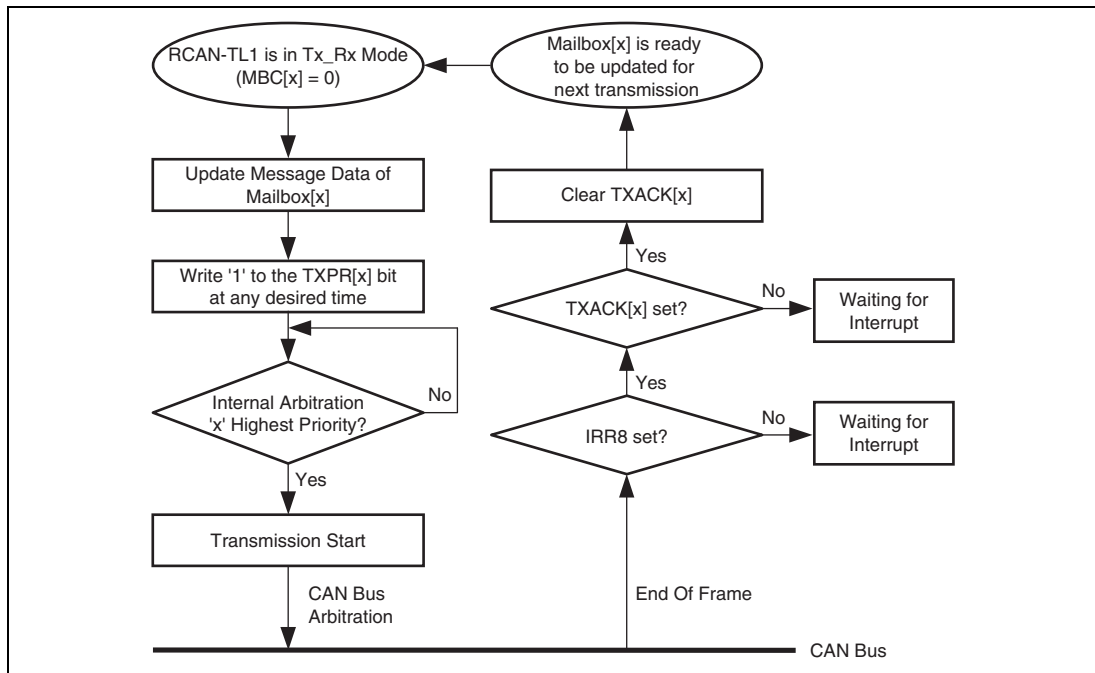 RCAN-TL1 is in Tx_Rx Mode
(MBC[x] = 0)
Update Message Data of
Mailbox[x]
Write '1' to the TXPR[x] bit
at any desired time
Internal Arbitration
'x' Highest Priority?
No
Yes
Transmission Start
CAN Bus
Arbitration
Mailbox[x] is ready
to be updated for
next transmission
Clear TXACK[x]
Yes
TXACK[x] set?
No
Waiting for
Interrupt
Yes
IRR8 set?
No
Waiting for
Interrupt
End Of Frame
CAN Bus